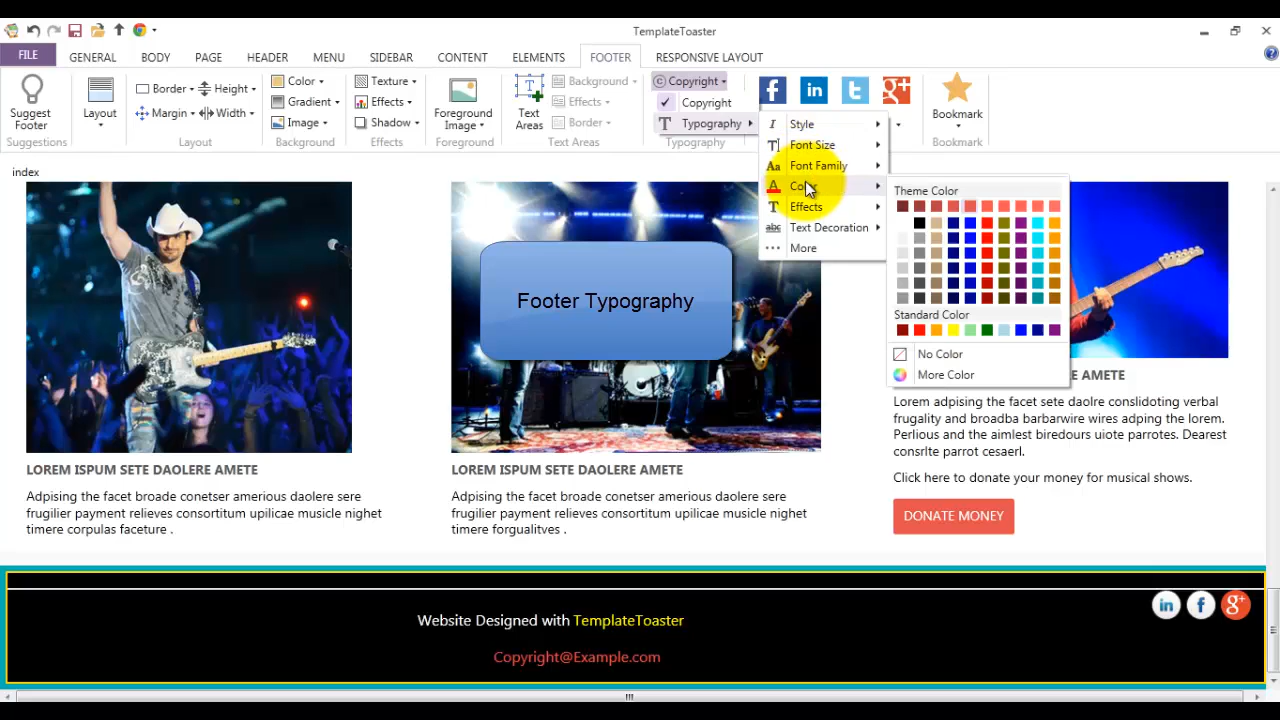 TemplateToaster
FILE
GENERAL
BODY
PAGE
HEADER
MENU
SIDEBAR
CONTENT
ELEMENTS
FOOTER
RESPONSIVE LAYOUT
Suggest
Footer
Suggestions
Layout
Border
Height
Margin
Width
Layout
Color
Gradient
Image
Background
Texture
Effects
Shadow
Effects
Foreground
Image
Foreground
Text
Areas
Background
Effects
Border
Text Areas
© Copyright
Copyright
Typography
Typography
Bookmark
Bookmark
Style
Font Size
Font Family
Color
Effects
Text Decoration
More
Theme Color
Standard Color
No Color
More Color
index
Footer Typography
LOREM ISPUM SETE DAOLERE AMETE
Adpising the facet broade conetser amerious daolere sere
frugilier payment relieves consortitum upilicae musicle nighet
timere corpulas faceture .
LOREM ISPUM SETE DAOLERE AMETE
Adpising the facet broade conetser amerious daolere sere
frugilier payment relieves consortitum upilicae musicle nighet
timere forgualitves .
E AMETE
Lorem adpising the facet sete daolre conslidoting verbal
frugality and broadba barbarwire wires adping the lorem.
Perlious and the aimlest biredours uiote parrotes. Dearest
consrlte parrot cesaerl.
Click here to donate your money for musical shows.
DONATE MONEY
Website Designed with TemplateToaster
Copyright@Example.com